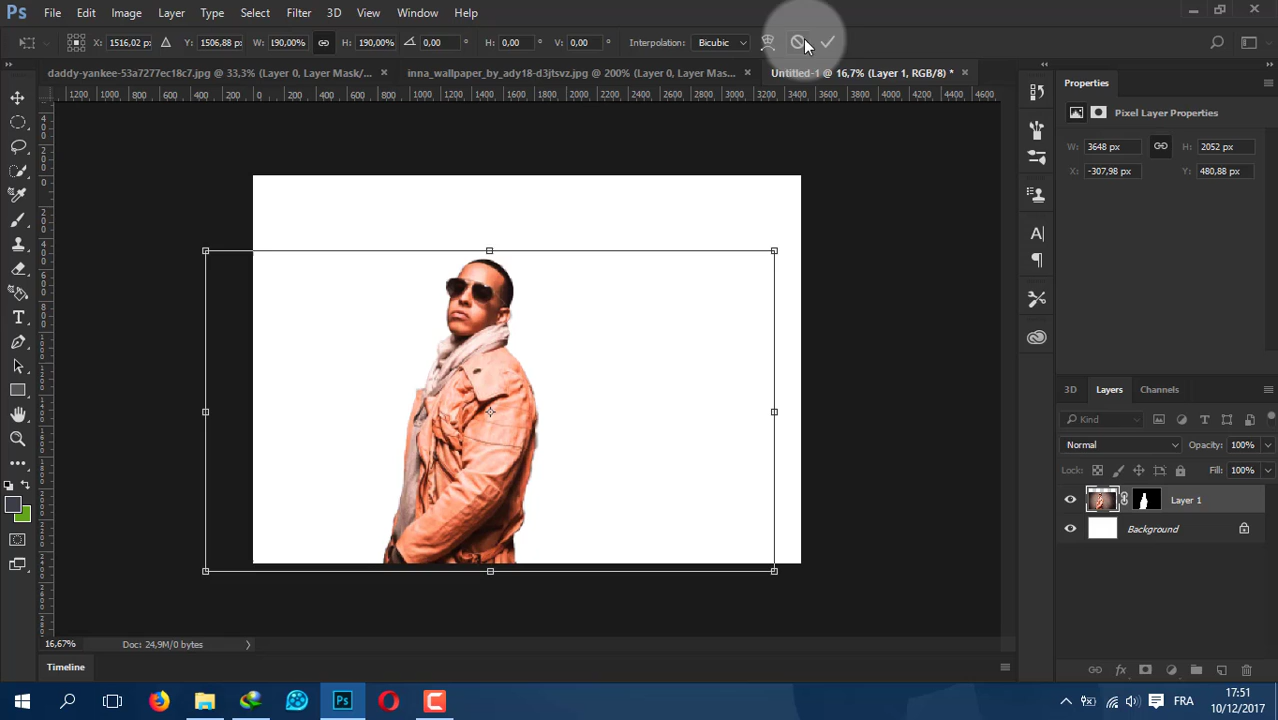 Ps File Edit Image Layer Type Select Filter 3D View Window Help
X: 1516,02 px Y: 1506,88 px W: 190,00% H: 190,00% 0,00 ° H: 0,00 ° V: 0,00 ° Interpolation: Bicubic
daddy-yankee-53a7277ec18c7.jpg @ 33,3% (Layer 0, Layer Mask/... × inna_wallpaper_by_ady18-d3jtsvz.jpg @ 200% (Layer 0, Layer Mas... × Untitled-1 @ 16,7% (Layer 1, RGB/8) * ×
1200 1000 800 600 400 200 0 200 400 600 800 1000 1200 1400 1600 1800 2000 2200 2400 2600 2800 3000 3200 3400 3600 3800 4000 4200 4400 4600
Properties
Pixel Layer Properties
W: 3648 px H: 2052 px
X: -307,98 px Y: 480,88 px
3D Layers Channels
Kind
Normal Opacity: 100%
Lock: Fill: 100%
Layer 1
Background
16,67% Doc: 24,9M/0 bytes
Timeline
Ps FRA 17:51
10/12/2017